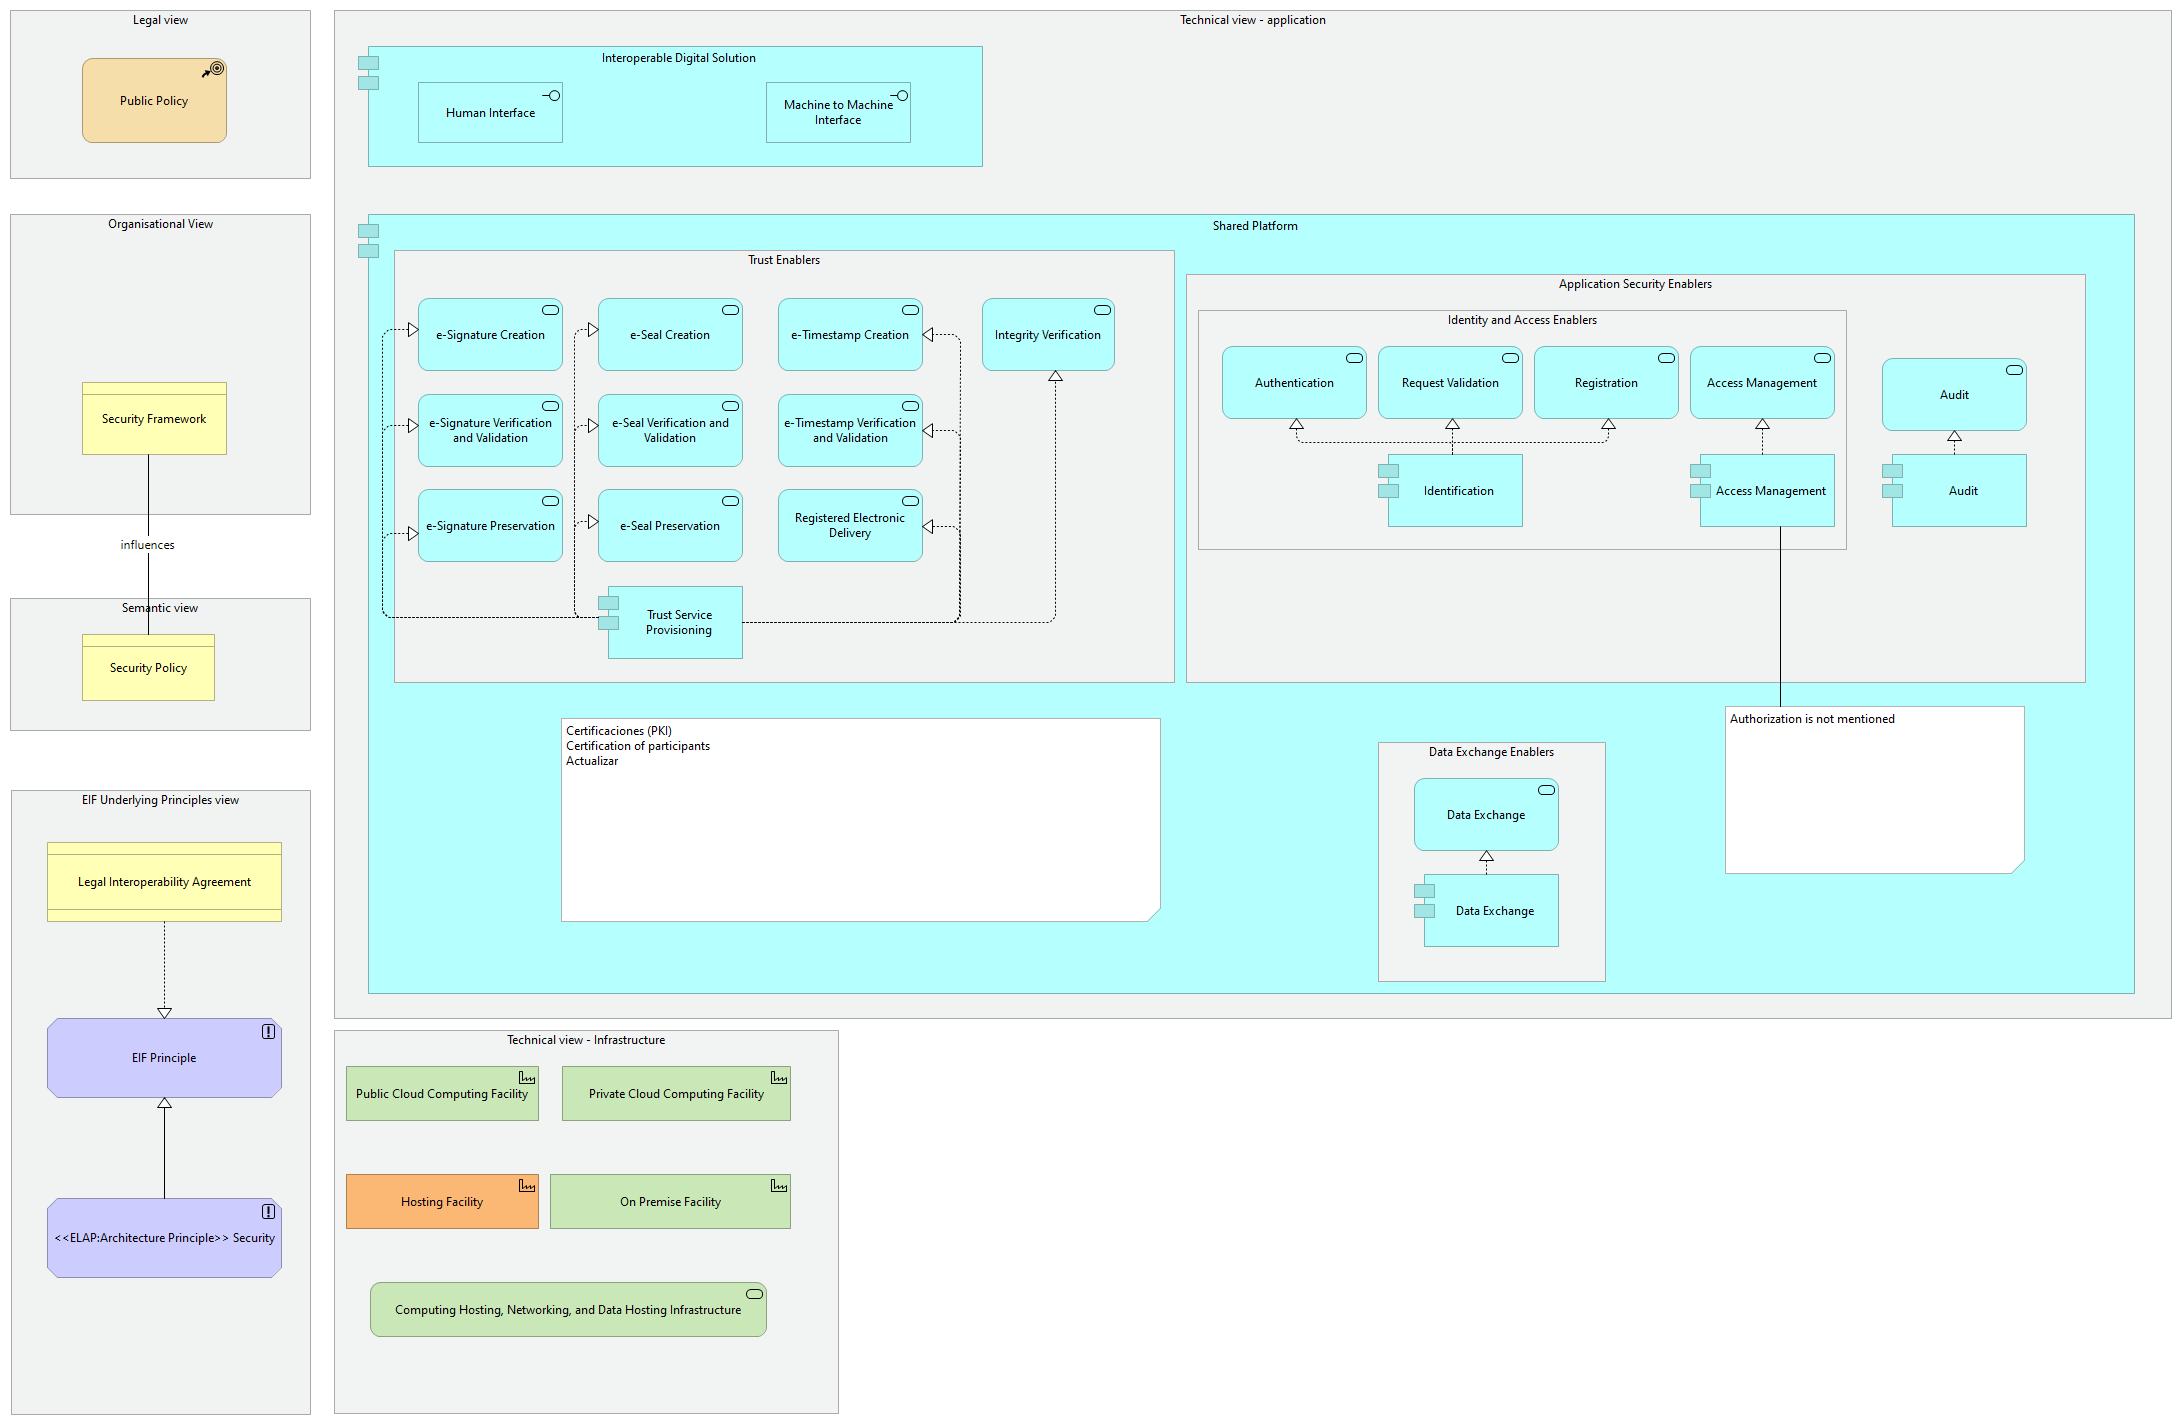 Legal view
Public Policy
Organisational View
Security Framework
influences
Semantic view
Security Policy
EIF Underlying Principles view
Legal Interoperability Agreement
EIF Principle
<<ELAP:Architecture Principle>> Security
Technical view - application
Interoperable Digital Solution
Human Interface
Machine to Machine
Interface
Shared Platform
Trust Enablers
e-Signature Creation
e-Seal Creation
e-Timestamp Creation
Integrity Verification
e-Signature Verification
and Validation
e-Seal Verification and
Validation
e-Timestamp Verification
and Validation
e-Signature Preservation
e-Seal Preservation
Registered Electronic
Delivery
Trust Service
Provisioning
Application Security Enablers
Identity and Access Enablers
Authentication
Request Validation
Registration
Access Management
Audit
Identification
Access Management
Audit
Certificaciones (PKI)
Certification of participants
Actualizar
Data Exchange Enablers
Data Exchange
Data Exchange
Authorization is not mentioned
Technical view - Infrastructure
Public Cloud Computing Facility
Private Cloud Computing Facility
Hosting Facility
On Premise Facility
Computing Hosting, Networking, and Data Hosting Infrastructure